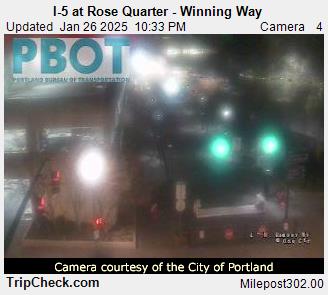 I-5 at Rose Quarter - Winning Way
Updated Jan 26 2025 10:33 PM Camera 4
PBOT
PORTLAND BUREAU OF TRANSPORTATION
Camera courtesy of the City of Portland
TripCheck.com Milepost302.00